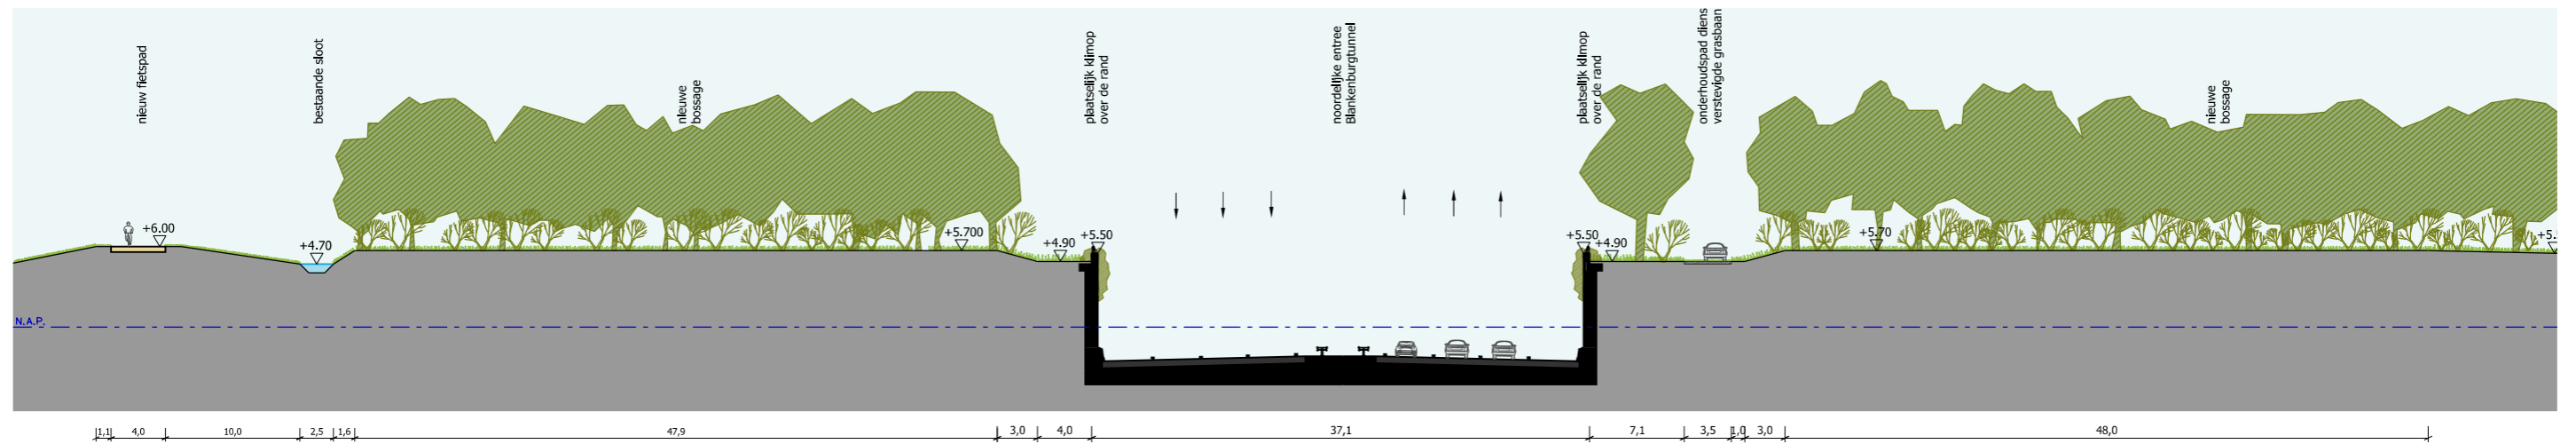 nieuw fietspad
bestaande sloot
nieuwe
bossage
plaatselijk klimop
over de rand
noordelijke entree
Blankenburgtunnel
plaatselijk klimop
over de rand
onderhoudspad diens
verstevigde grasbaan
nieuwe
bossage
+6.00
+4.70
+5.700
+4.90
+5.50
+5.50
+4.90
+5.70
+5.
N.A.P.
1,1
4,0
10,0
2,5
1,6
47,9
3,0
4,0
37,1
7,1
3,5
1,0
3,0
48,0